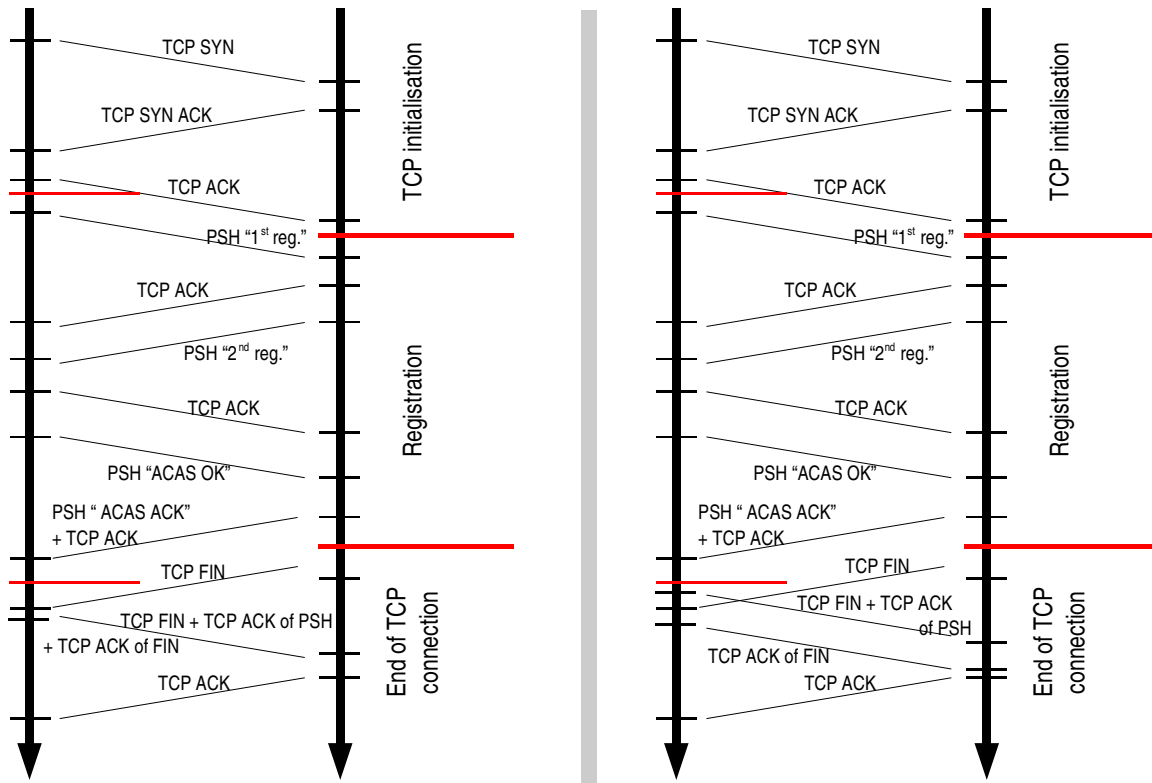 TCP SYN
TCP SYN ACK
TCP ACK
PSH “1st reg.”
TCP ACK
PSH “2nd reg.”
TCP ACK
PSH “ACAS OK”
PSH “ ACAS ACK”
+ TCP ACK
TCP FIN
TCP FIN + TCP ACK of PSH
+ TCP ACK of FIN
TCP ACK
TCP initialisation
Registration
End of TCP
connection
TCP SYN
TCP SYN ACK
TCP ACK
PSH “1st reg.”
TCP ACK
PSH “2nd reg.”
TCP ACK
PSH “ACAS OK”
PSH “ ACAS ACK”
+ TCP ACK
TCP FIN
TCP FIN + TCP ACK
of PSH
TCP ACK of FIN
TCP ACK
TCP initialisation
Registration
End of TCP
connection